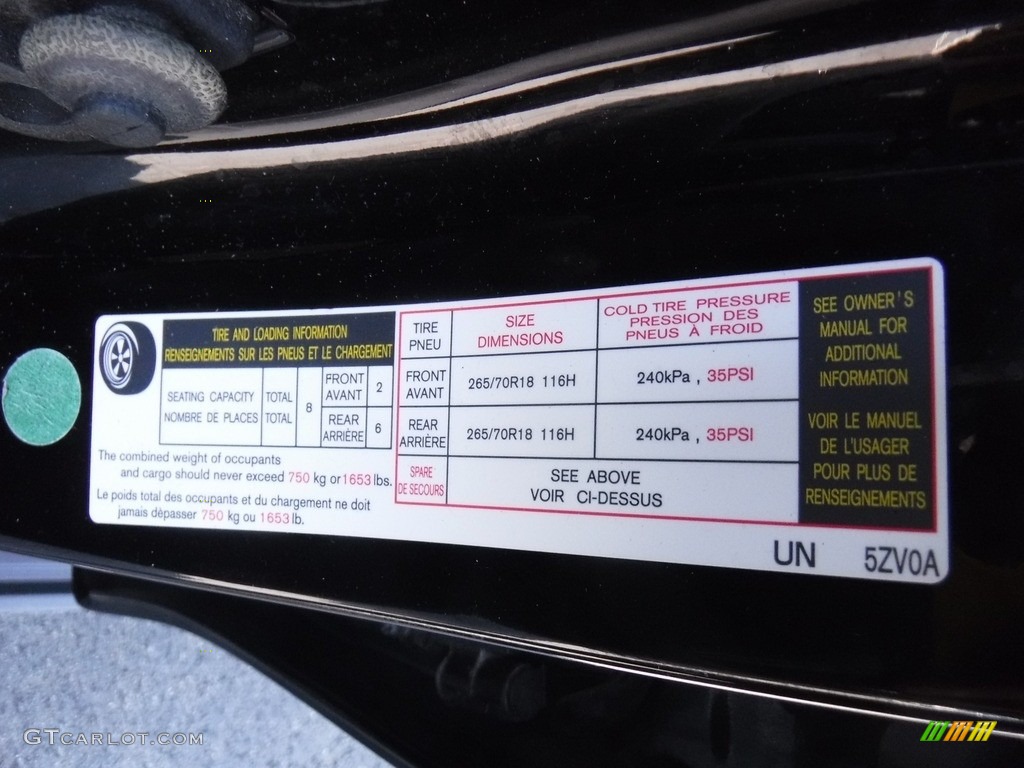 TIRE AND LOADING INFORMATION
RENSEIGNEMENTS SUR LES PNEUS ET LE CHARGEMENT
SEATING CAPACITY TOTAL 8 FRONT AVANT 2
NOMBRE DE PLACES TOTAL REAR ARRIÈRE 6
The combined weight of occupants
and cargo should never exceed 750 kg or 1653 lbs.
Le poids total des occupants et du chargement ne doit
jamais dépasser 750 kg ou 1653 lb.
TIRE
PNEU
SIZE
DIMENSIONS
COLD TIRE PRESSURE
PRESSION DES
PNEUS À FROID
FRONT
AVANT
265/70R18 116H
240kPa , 35PSI
REAR
ARRIÈRE
265/70R18 116H
240kPa , 35PSI
SPARE
DE SECOURS
SEE ABOVE
VOIR CI-DESSUS
SEE OWNER'S
MANUAL FOR
ADDITIONAL
INFORMATION
VOIR LE MANUEL
DE L'USAGER
POUR PLUS DE
RENSEIGNEMENTS
UN 5ZV0A
GTCARLOT.COM